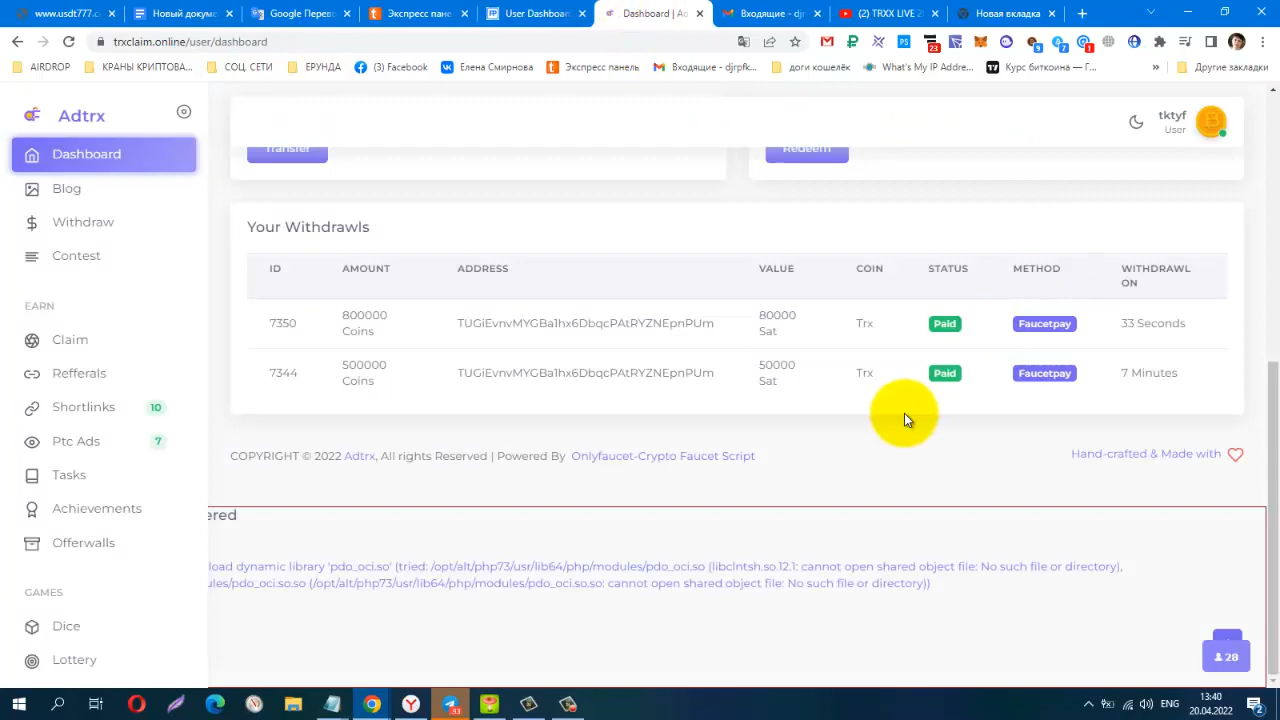 www.usdt777.cc
Новый докуме
Google Перево
Экспресс пане
User Dashboar
Dashboard | Ad
Входящие - djr
(2) TRXX LIVE 2
Новая вкладка
trxclaim.online/user/dashboard
23
9
7
1
AIRDROP
КРАНЫ КРИПТОВА...
СОЦ. СЕТИ
ЕРУНДА
(3) Facebook
Елена Смирнова
Экспресс панель
Входящие - djrpfk...
доги кошелёк
What's My IP Addre...
Курс биткоина — Г...
»
Другие закладки
Adtrx
tktyf
User
Dashboard
Blog
Withdraw
Contest
EARN
Claim
Refferals
Shortlinks 10
Ptc Ads 7
Tasks
Achievements
Offerwalls
GAMES
Dice
Lottery
Transfer
Redeem
Your Withdrawls
ID AMOUNT ADDRESS VALUE COIN STATUS METHOD WITHDRAWL
ON
7350 800000 Coins TUGiEvnvMYGBa1hx6DbqcPAtRYZNEpnPUm 80000 Sat Trx Paid Faucetpay 33 Seconds
7344 500000 Coins TUGiEvnvMYGBa1hx6DbqcPAtRYZNEpnPUm 50000 Sat Trx Paid Faucetpay 7 Minutes
COPYRIGHT © 2022 Adtrx, All rights Reserved | Powered By Onlyfaucet-Crypto Faucet Script
Hand-crafted & Made with
ered
load dynamic library 'pdo_oci.so' (tried: /opt/alt/php73/usr/lib64/php/modules/pdo_oci.so (libclntsh.so.12.1: cannot open shared object file: No such file or directory),
ules/pdo_oci.so.so (/opt/alt/php73/usr/lib64/php/modules/pdo_oci.so.so: cannot open shared object file: No such file or directory))
28
93
ENG
13:40
20.04.2022
2